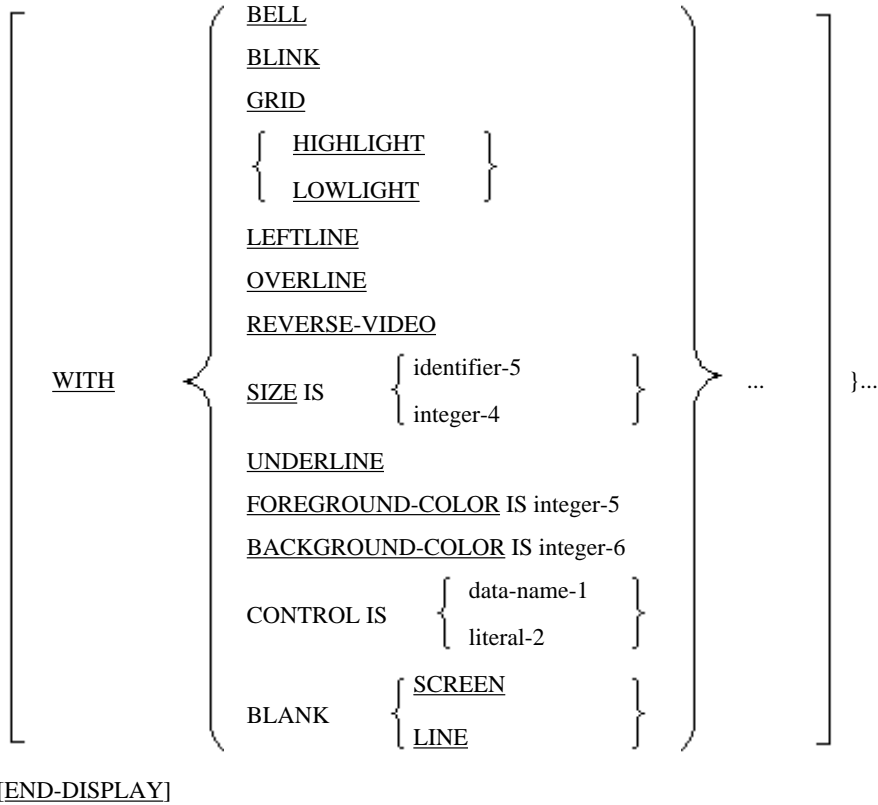 BELL
BLINK
GRID
HIGHLIGHT
LOWLIGHT
LEFTLINE
OVERLINE
REVERSE-VIDEO
WITH SIZE IS identifier-5 ... }...
integer-4
UNDERLINE
FOREGROUND-COLOR IS integer-5
BACKGROUND-COLOR IS integer-6
CONTROL IS data-name-1
literal-2
BLANK SCREEN
LINE
[END-DISPLAY]